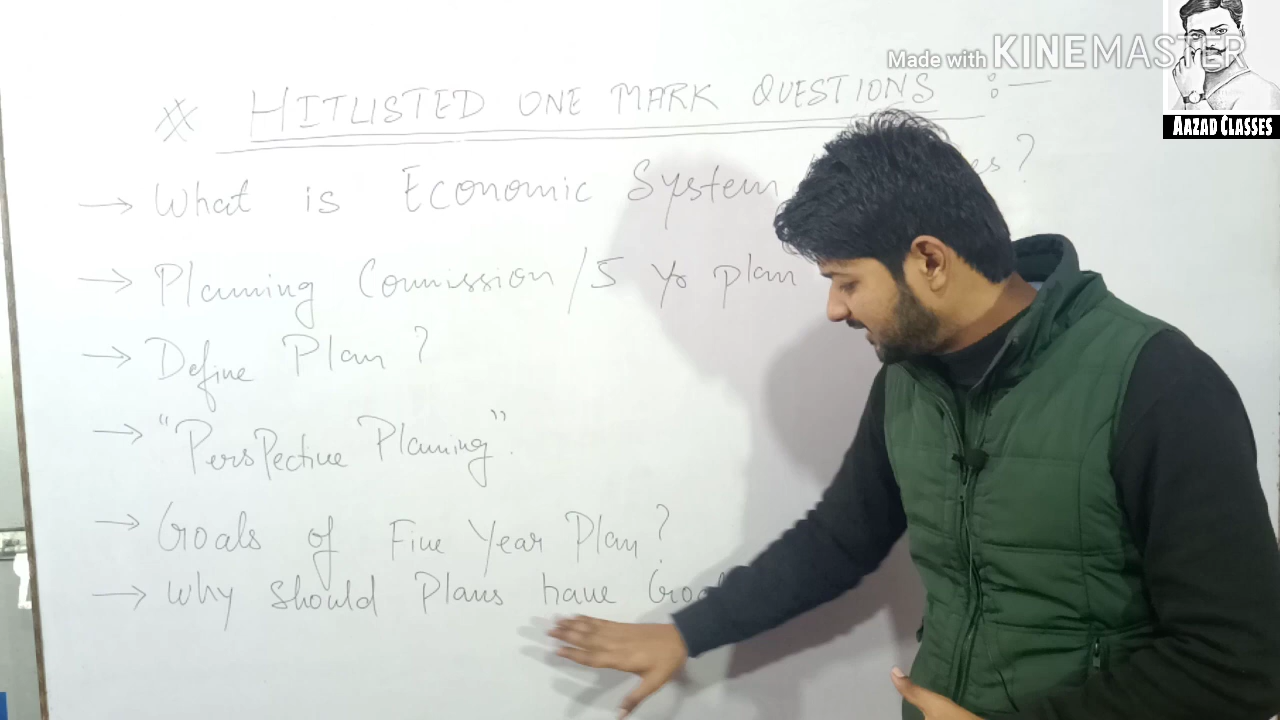 Made with KINEMASTER
AAZAD CLASSES
# HITLISTED ONE MARK QUESTIONS :-
→ What is Economic System ?
→ Planning Commission / 5 yr plan
→ Define Plan ?
→ "Perspective Planning".
→ Goals of Five Year Plan ?
→ Why should Plans have